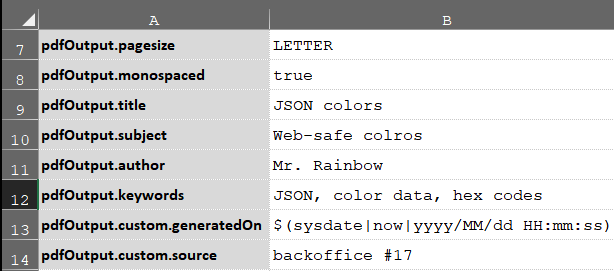 A B
7 pdfOutput.pagesize LETTER
8 pdfOutput.monospaced true
9 pdfOutput.title JSON colors
10 pdfOutput.subject Web-safe colros
11 pdfOutput.author Mr. Rainbow
12 pdfOutput.keywords JSON, color data, hex codes
13 pdfOutput.custom.generatedOn $(sysdate|now|yyyy/MM/dd HH:mm:ss)
14 pdfOutput.custom.source backoffice #17